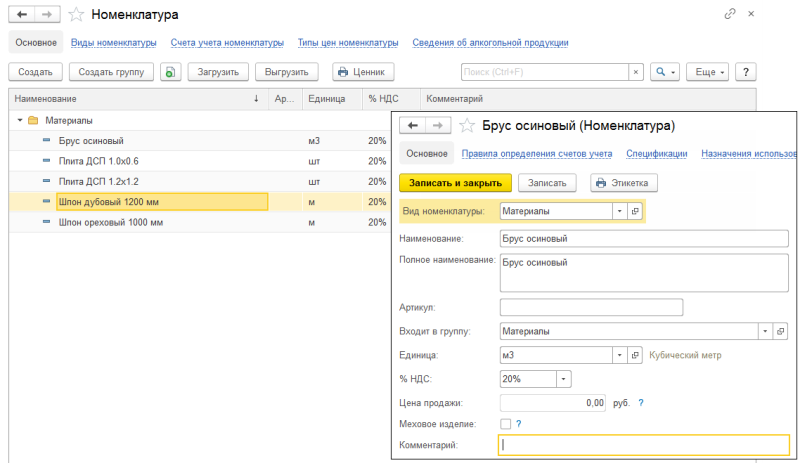 Номенклатура
Основное Виды номенклатуры Счета учета номенклатуры Типы цен номенклатуры Сведения об алкогольной продукции
Создать Создать группу Загрузить Выгрузить Ценник Поиск (Ctrl+F) × Еще ?
Наименование ↓ Ар... Единица % НДС Комментарий
Материалы
Брус осиновый м3 20%
Плита ДСП 1.0x0.6 шт 20%
Плита ДСП 1.2x1.2 шт 20%
Шпон дубовый 1200 мм м 20%
Шпон ореховый 1000 мм м 20%
Брус осиновый (Номенклатура)
Основное Правила определения счетов учета Спецификации Назначения использов
Записать и закрыть Записать Этикетка
Вид номенклатуры: Материалы
Наименование: Брус осиновый
Полное наименование: Брус осиновый
Артикул:
Входит в группу: Материалы
Единица: м3 Кубический метр
% НДС: 20%
Цена продажи: 0,00 руб. ?
Меховое изделие: ?
Комментарий: